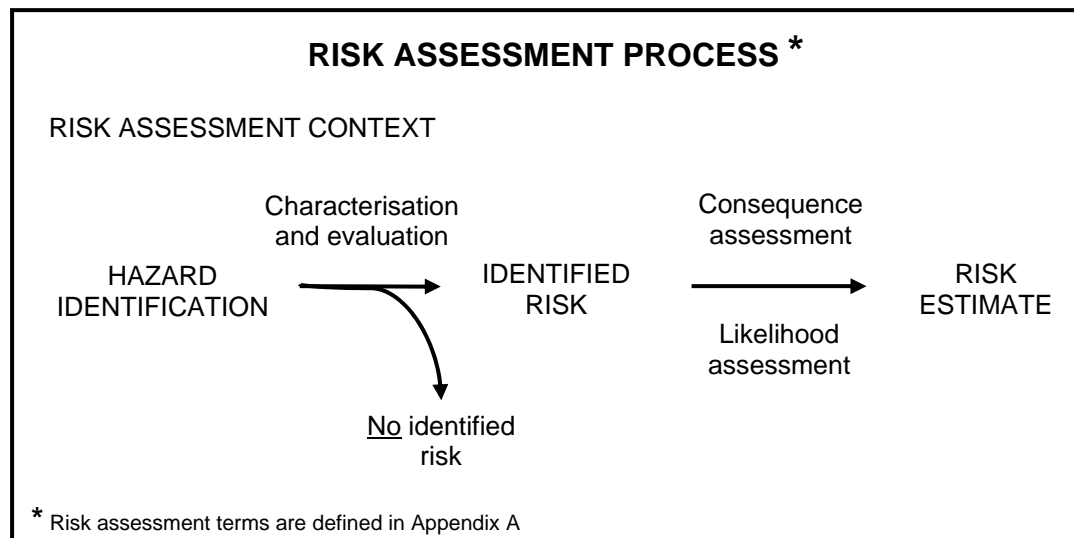 RISK ASSESSMENT PROCESS *
RISK ASSESSMENT CONTEXT
Characterisation
and evaluation
Consequence
assessment
HAZARD
IDENTIFICATION
IDENTIFIED
RISK
RISK
ESTIMATE
Likelihood
assessment
No identified
risk
* Risk assessment terms are defined in Appendix A